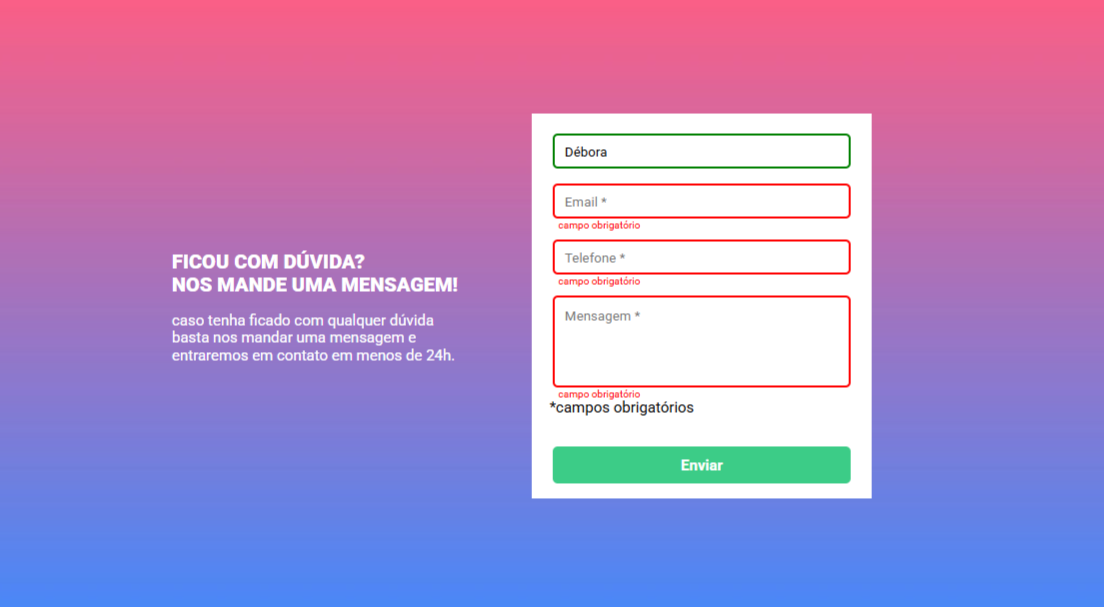 FICOU COM DÚVIDA?
NOS MANDE UMA MENSAGEM!
caso tenha ficado com qualquer dúvida
basta nos mandar uma mensagem e
entraremos em contato em menos de 24h.
Débora
Email *
campo obrigatório
Telefone *
campo obrigatório
Mensagem *
campo obrigatório
*campos obrigatórios
Enviar